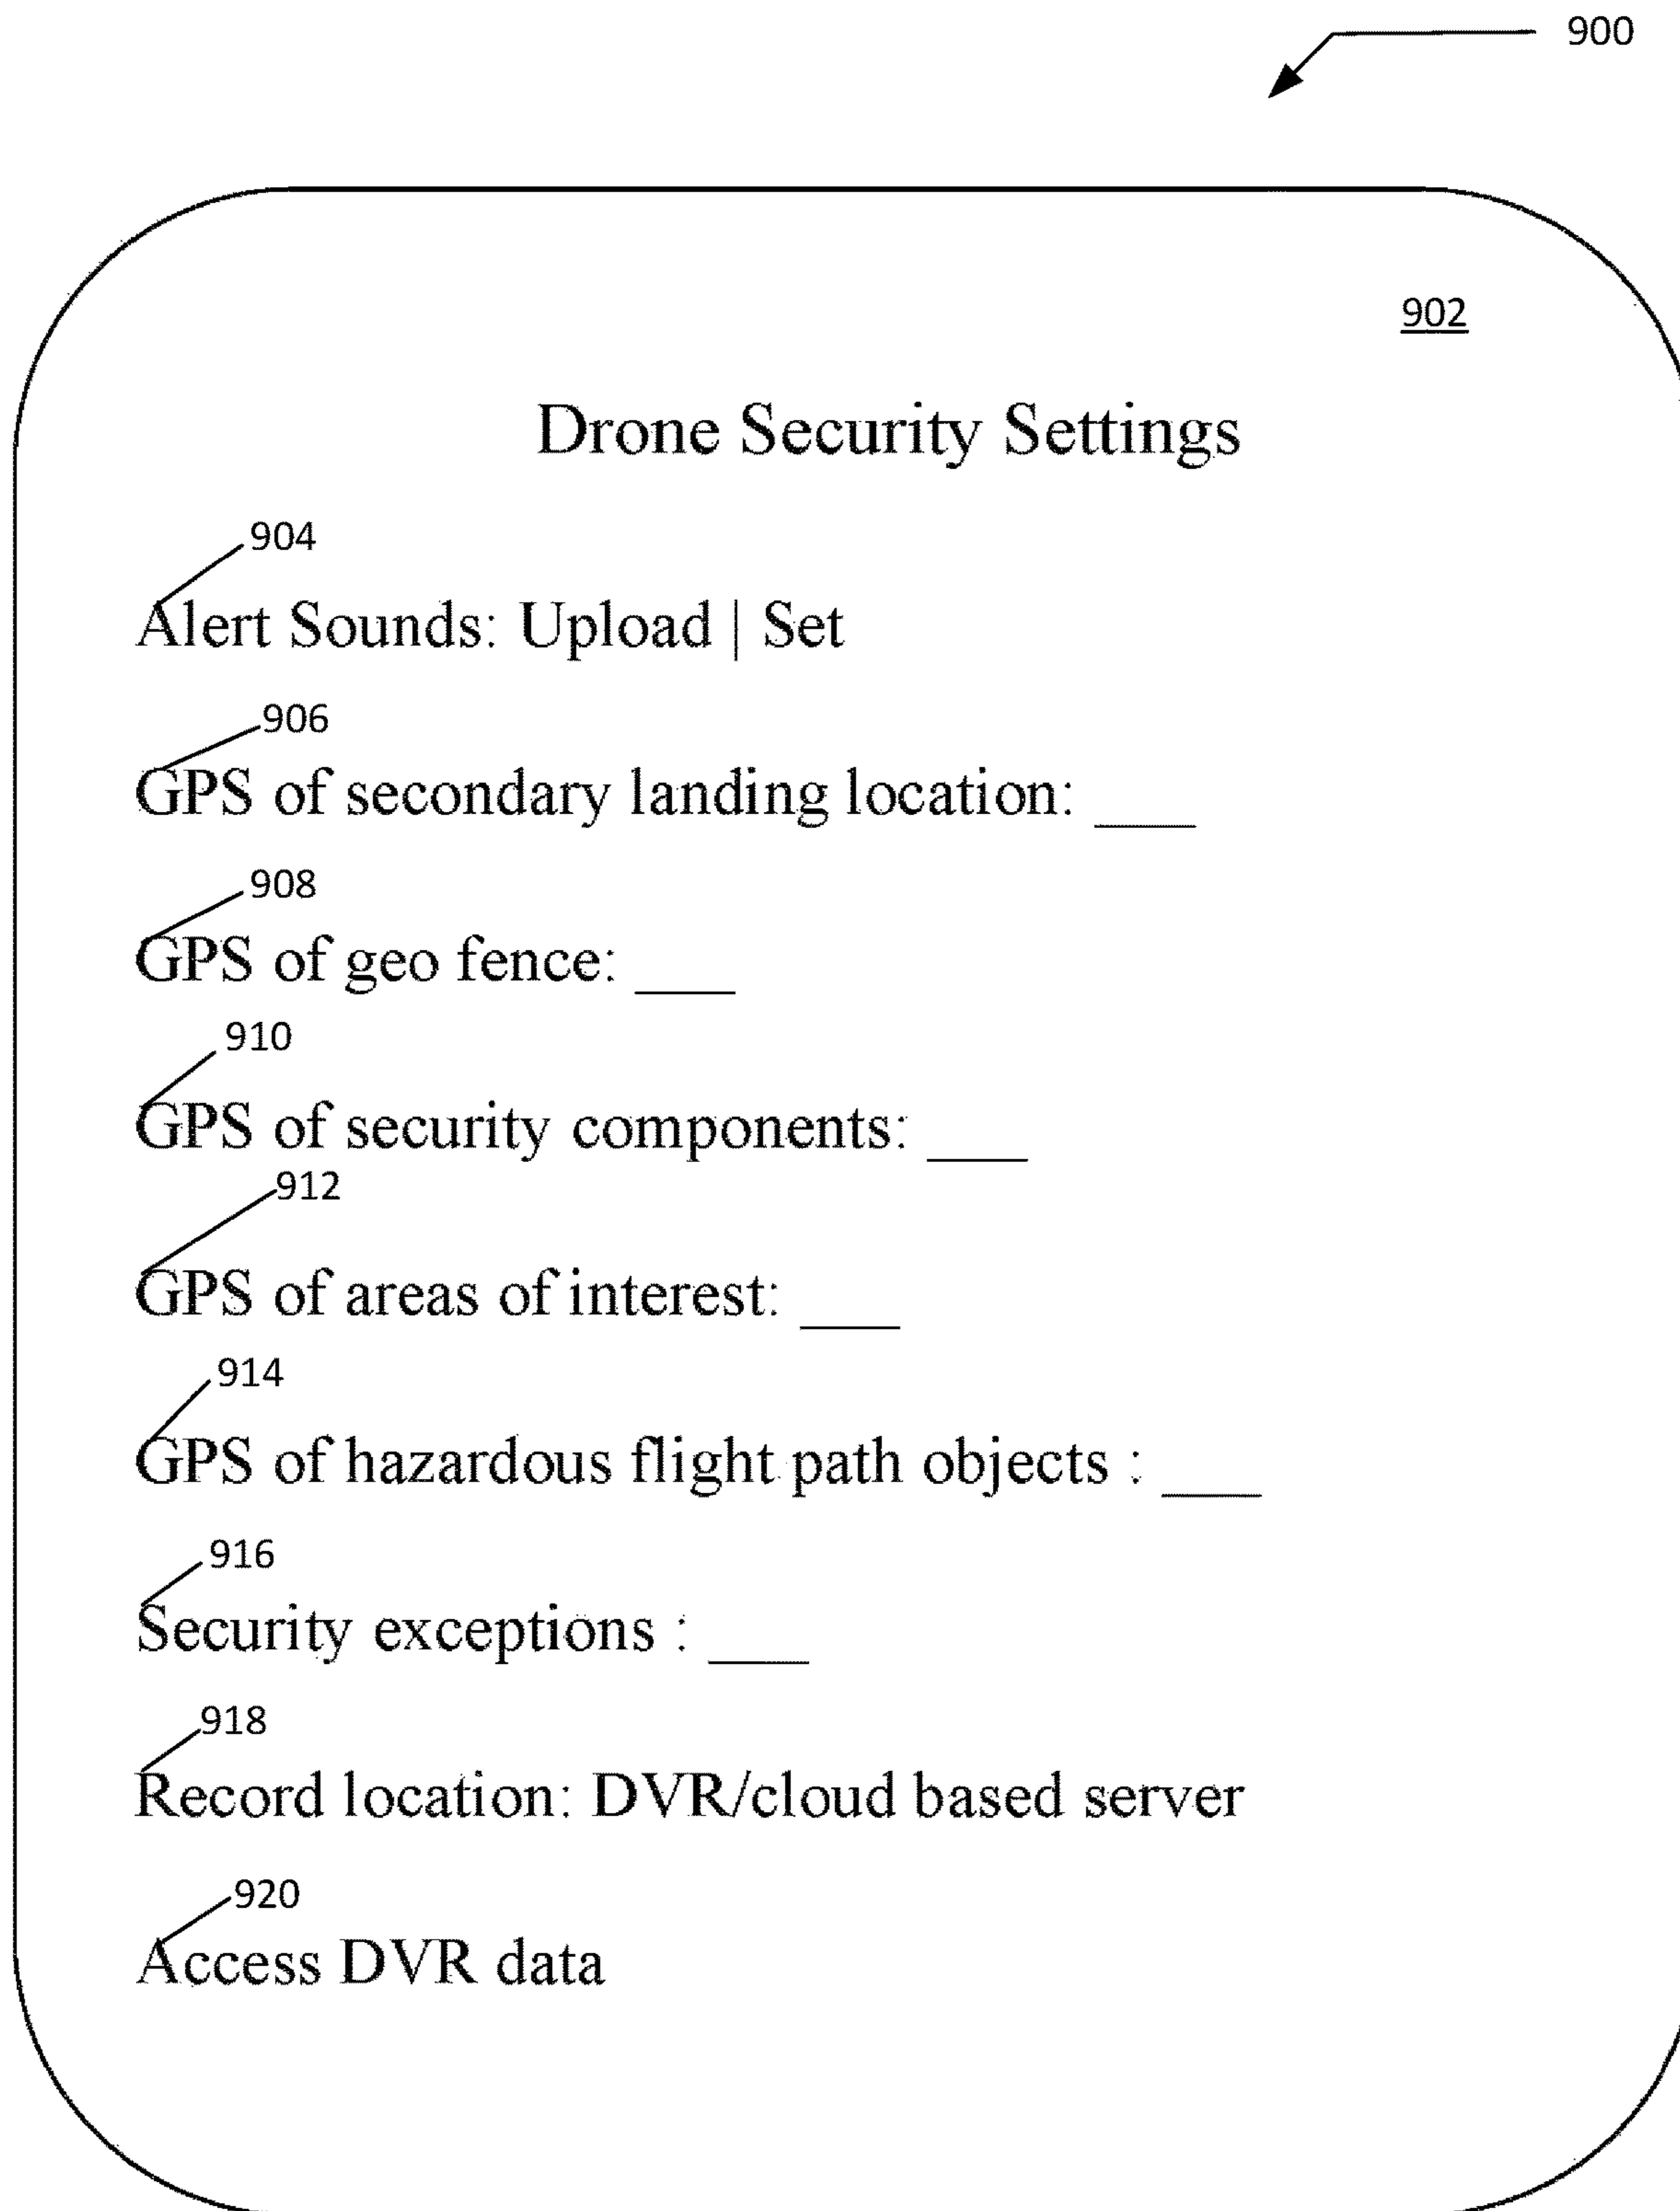 900
902
Drone Security Settings
904
Alert Sounds: Upload | Set
906
GPS of secondary landing location: ___
908
GPS of geo fence: ___
910
GPS of security components: ___
912
GPS of areas of interest: ___
914
GPS of hazardous flight path objects : ___
916
Security exceptions : ___
918
Record location: DVR/cloud based server
920
Access DVR data